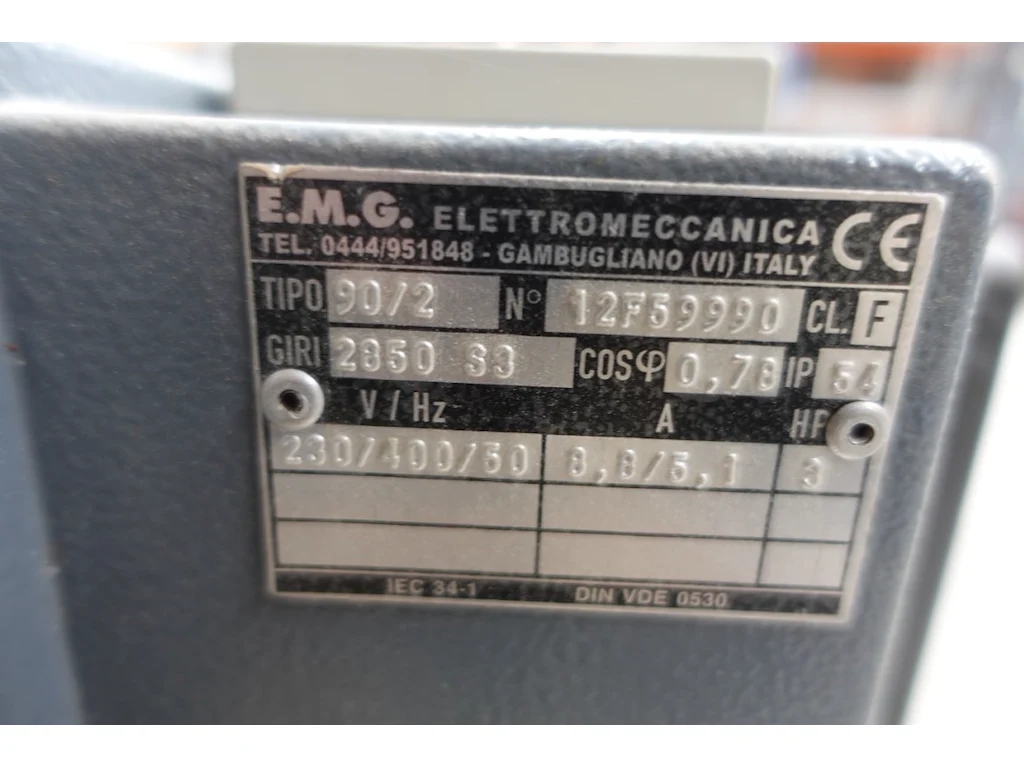 E.M.G. ELETTROMECCANICA CE
TEL. 0444/951848 - GAMBUGLIANO (VI) ITALY
TIPO 90/2 N° 12F59990 CL. F
GIRI 2850 S3 COSφ 0,78 IP 54
V / Hz A HP
230/400/50 8,8/5,1 3
IEC 34-1 DIN VDE 0530